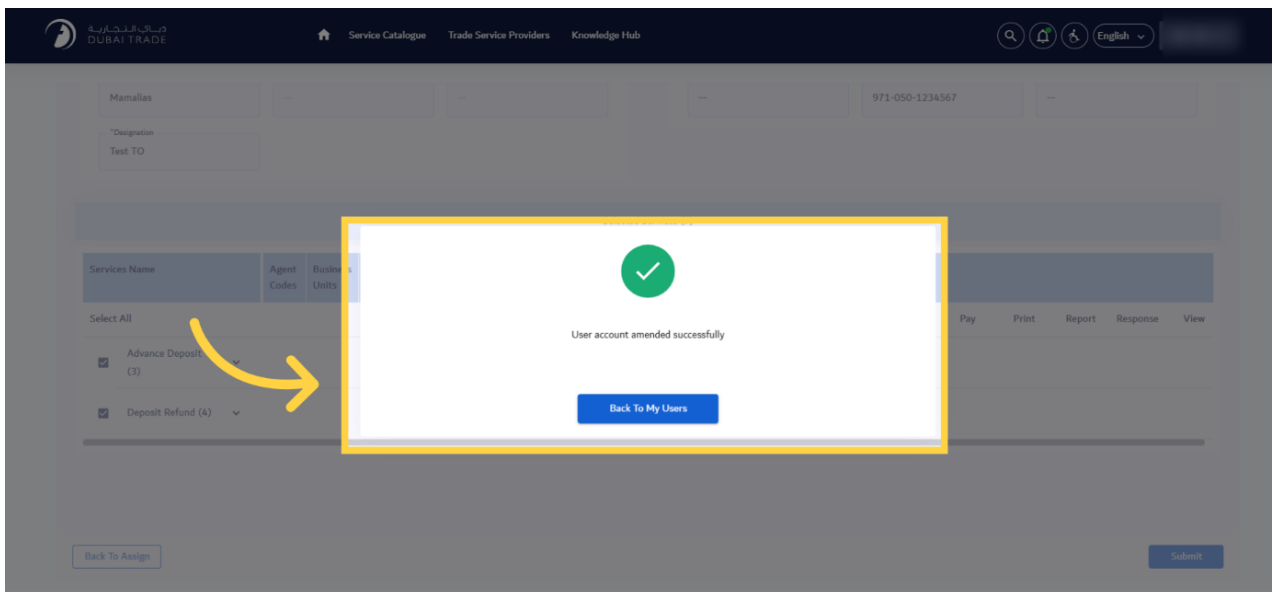 دبي التجارية
DUBAI TRADE
Service Catalogue
Trade Service Providers
Knowledge Hub
English
Mamalias
--
--
--
971-050-1234567
--
*Designation
Test TO
Services Name
Agent Codes
Business Units
Select All
Pay
Print
Report
Response
View
Advance Deposit
(3)
Deposit Refund (4)
User account amended successfully
Back To My Users
Back To Assign
Submit